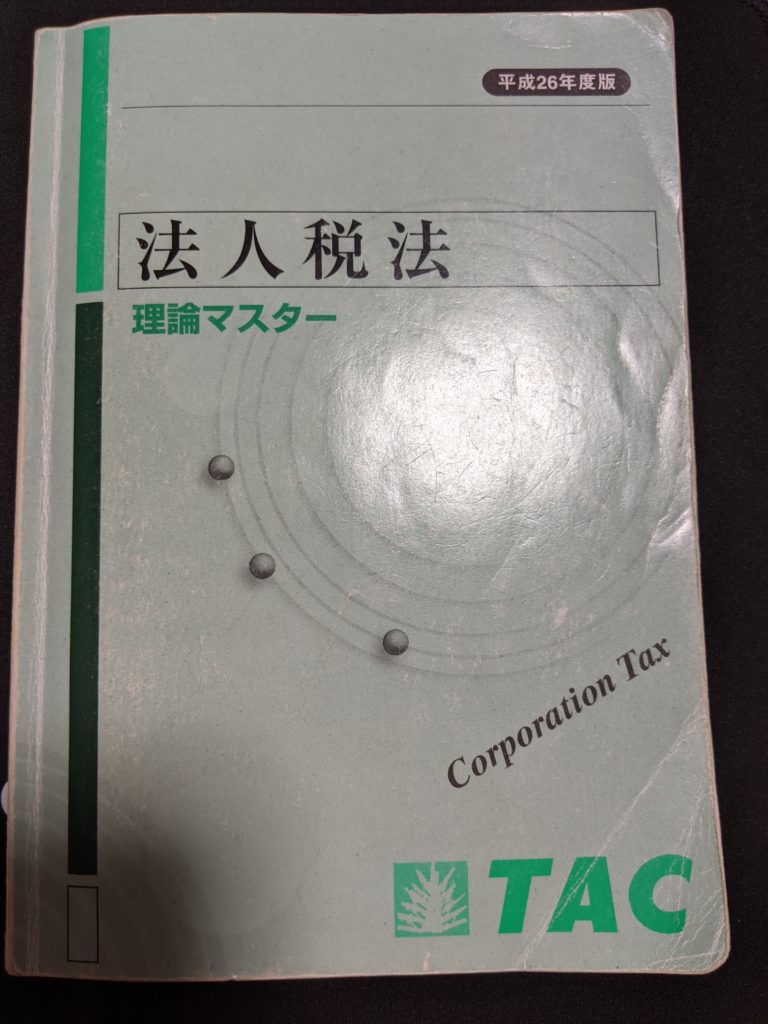 平成26年度版
法人税法
理論マスター
Corporation Tax
TAC